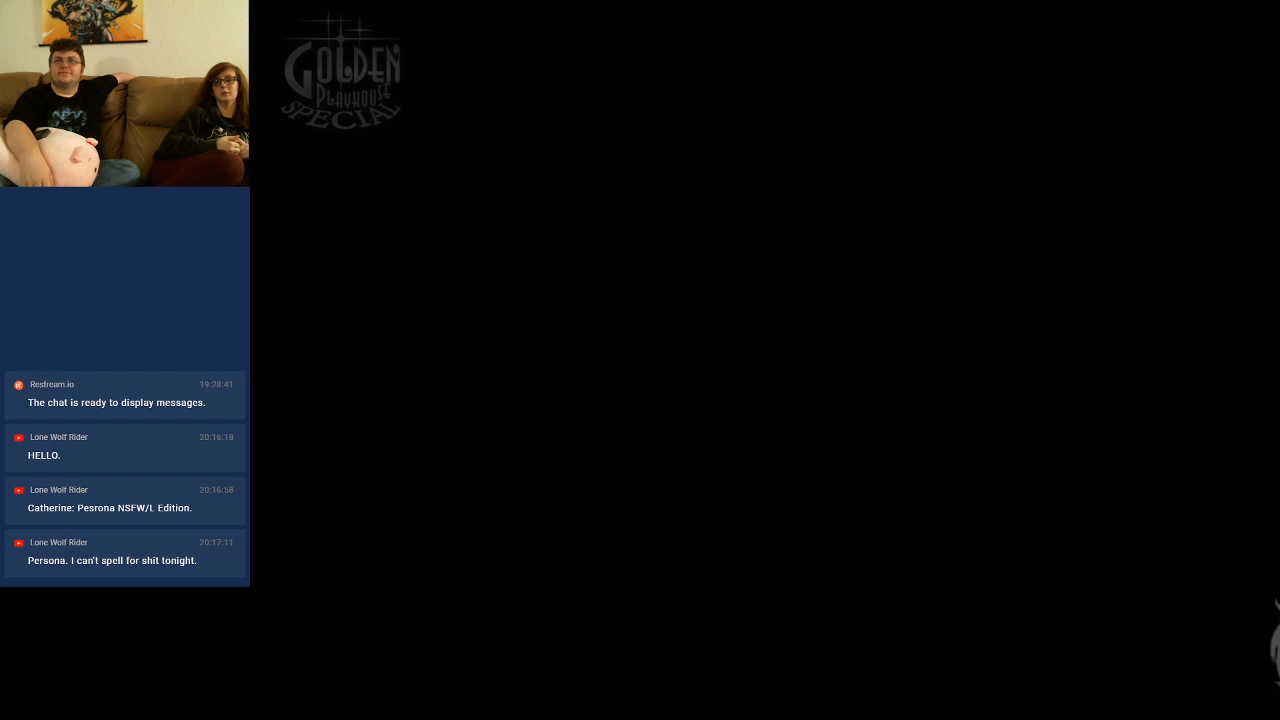 GOLDEN
PLAYHOUSE
SPECIAL
Restream.io 19:28:41
The chat is ready to display messages.
Lone Wolf Rider 20:16:18
HELLO.
Lone Wolf Rider 20:16:58
Catherine: Pesrona NSFW/L Edition.
Lone Wolf Rider 20:17:11
Persona. I can't spell for shit tonight.